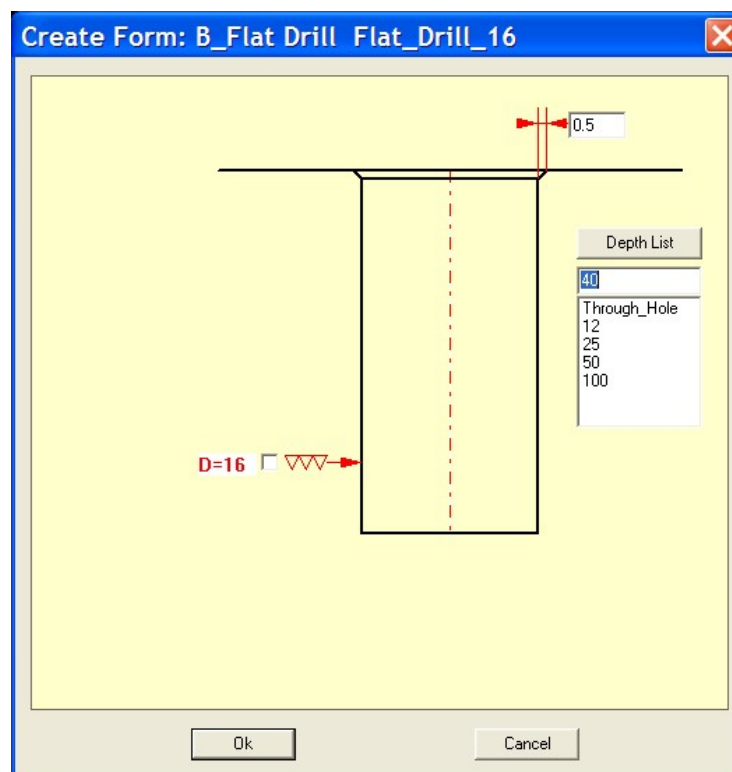 Create Form: B_Flat Drill Flat_Drill_16
0.5
Depth List
40
Through_Hole
12
25
50
100
D=16
Ok
Cancel